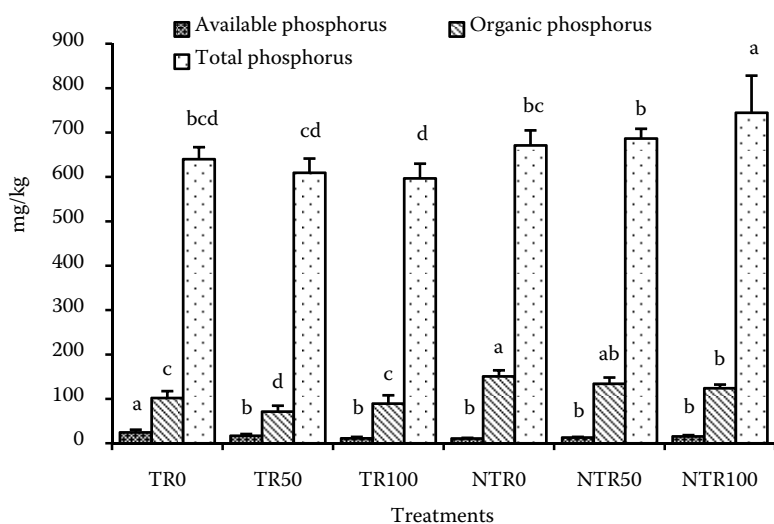 Available phosphorus
Organic phosphorus
Total phosphorus
900
800
700
600
500
400
300
200
100
0
mg/kg
a c bcd
b d cd
b c d
b a bc
b ab b
b b a
TR0 TR50 TR100 NTR0 NTR50 NTR100
Treatments